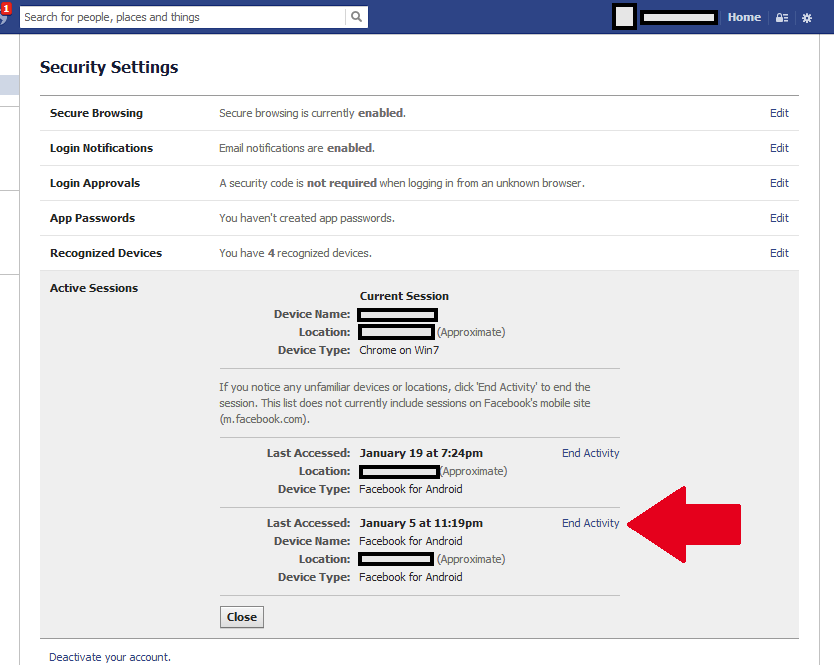 1
Search for people, places and things
Home
Security Settings
Secure Browsing Secure browsing is currently enabled. Edit
Login Notifications Email notifications are enabled. Edit
Login Approvals A security code is not required when logging in from an unknown browser. Edit
App Passwords You haven't created app passwords. Edit
Recognized Devices You have 4 recognized devices. Edit
Active Sessions
Current Session
Device Name:
Location: (Approximate)
Device Type: Chrome on Win7
If you notice any unfamiliar devices or locations, click 'End Activity' to end the
session. This list does not currently include sessions on Facebook's mobile site
(m.facebook.com).
Last Accessed: January 19 at 7:24pm End Activity
Location: (Approximate)
Device Type: Facebook for Android
Last Accessed: January 5 at 11:19pm End Activity
Device Name: Facebook for Android
Location: (Approximate)
Device Type: Facebook for Android
Close
Deactivate your account.